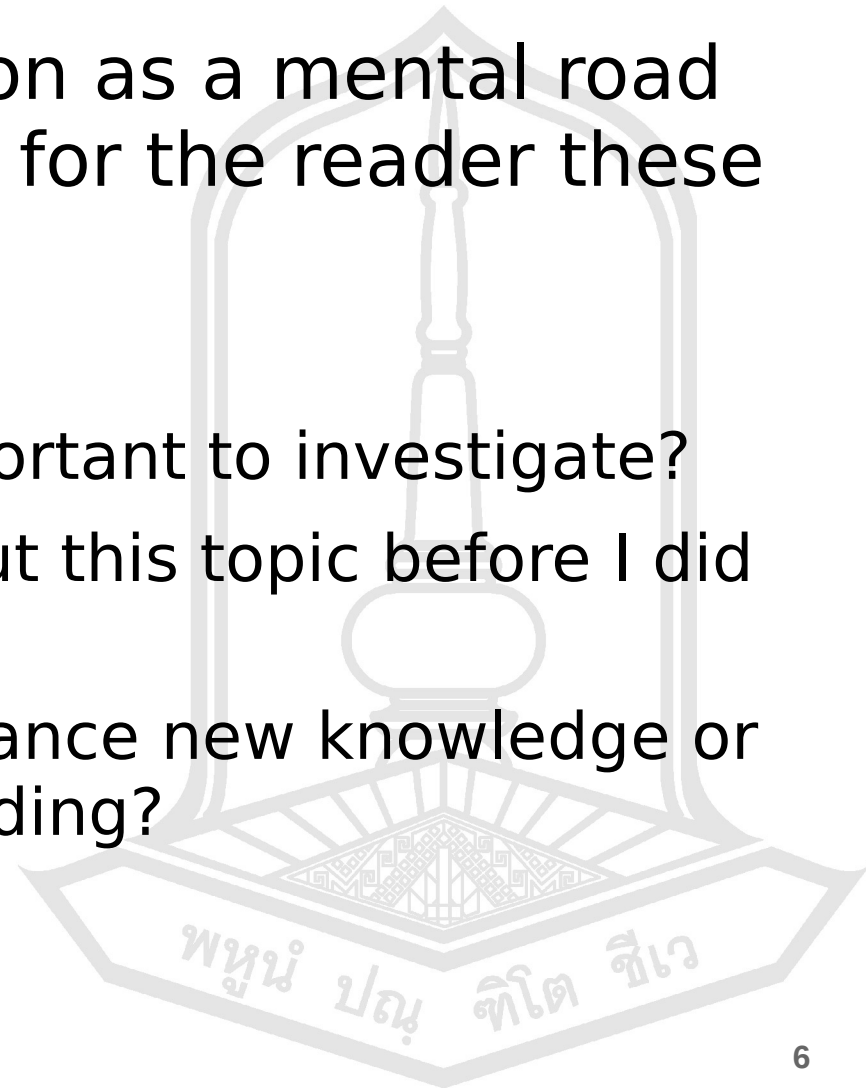 on as a mental road
for the reader these
ortant to investigate?
ut this topic before I did
ance new knowledge or
ding?
พหูนํ ปณฺฑิโต ชีเว
6